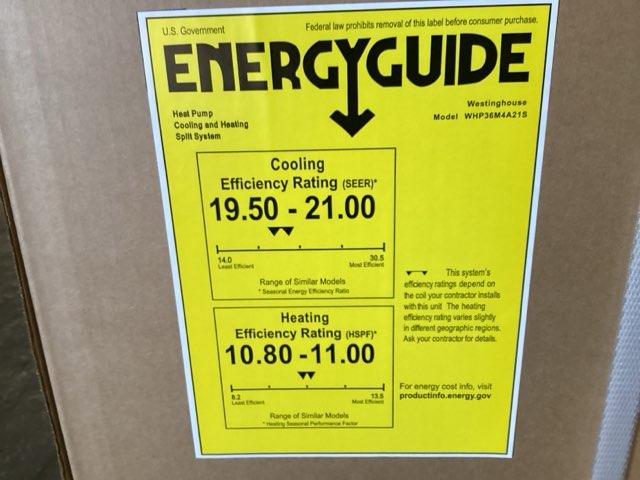 U.S. Government
Federal law prohibits removal of this label before consumer purchase.
ENERGYGUIDE
Heat Pump
Cooling and Heating
Split System
Westinghouse
Model WHP36M4A21S
Cooling
Efficiency Rating (SEER)*
19.50 - 21.00
14.0
Least Efficient
30.5
Most Efficient
Range of Similar Models
* Seasonal Energy Efficiency Ratio
This system's
efficiency ratings depend on
the coil your contractor installs
with this unit. The heating
efficiency rating varies slightly
in different geographic regions.
Ask your contractor for details.
Heating
Efficiency Rating (HSPF)*
10.80 - 11.00
8.2
Least Efficient
13.5
Most Efficient
Range of Similar Models
* Heating Seasonal Performance Factor
For energy cost info, visit
productinfo.energy.gov